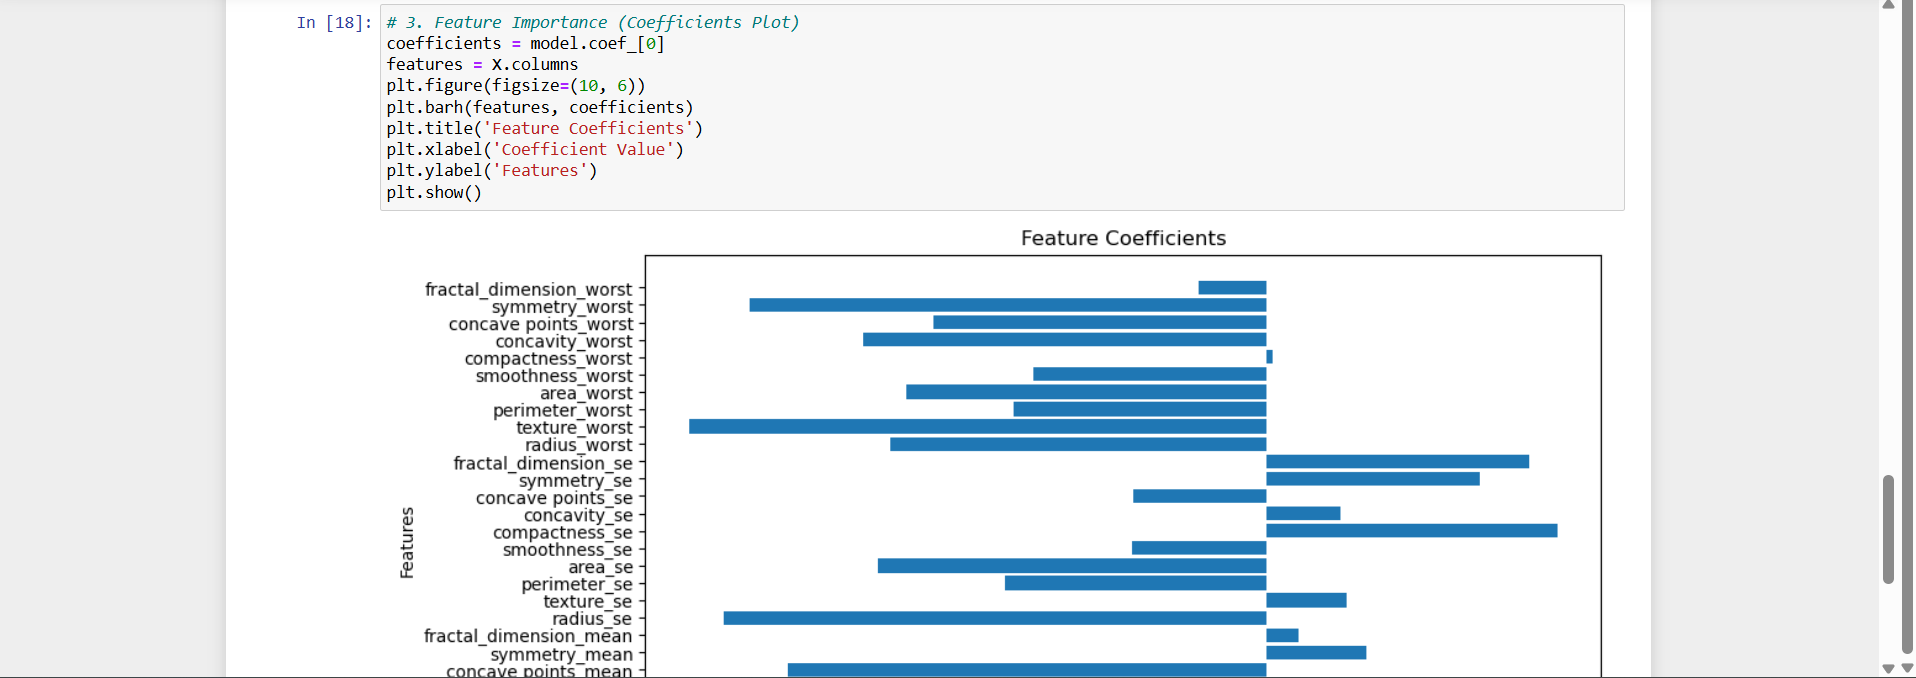 In [18]:
# 3. Feature Importance (Coefficients Plot)
coefficients = model.coef_[0]
features = X.columns
plt.figure(figsize=(10, 6))
plt.barh(features, coefficients)
plt.title('Feature Coefficients')
plt.xlabel('Coefficient Value')
plt.ylabel('Features')
plt.show()
Feature Coefficients
fractal_dimension_worst
symmetry_worst
concave points_worst
concavity_worst
compactness_worst
smoothness_worst
area_worst
perimeter_worst
texture_worst
radius_worst
fractal_dimension_se
symmetry_se
concave points_se
concavity_se
compactness_se
smoothness_se
area_se
perimeter_se
texture_se
radius_se
fractal_dimension_mean
symmetry_mean
concave points_mean
Features